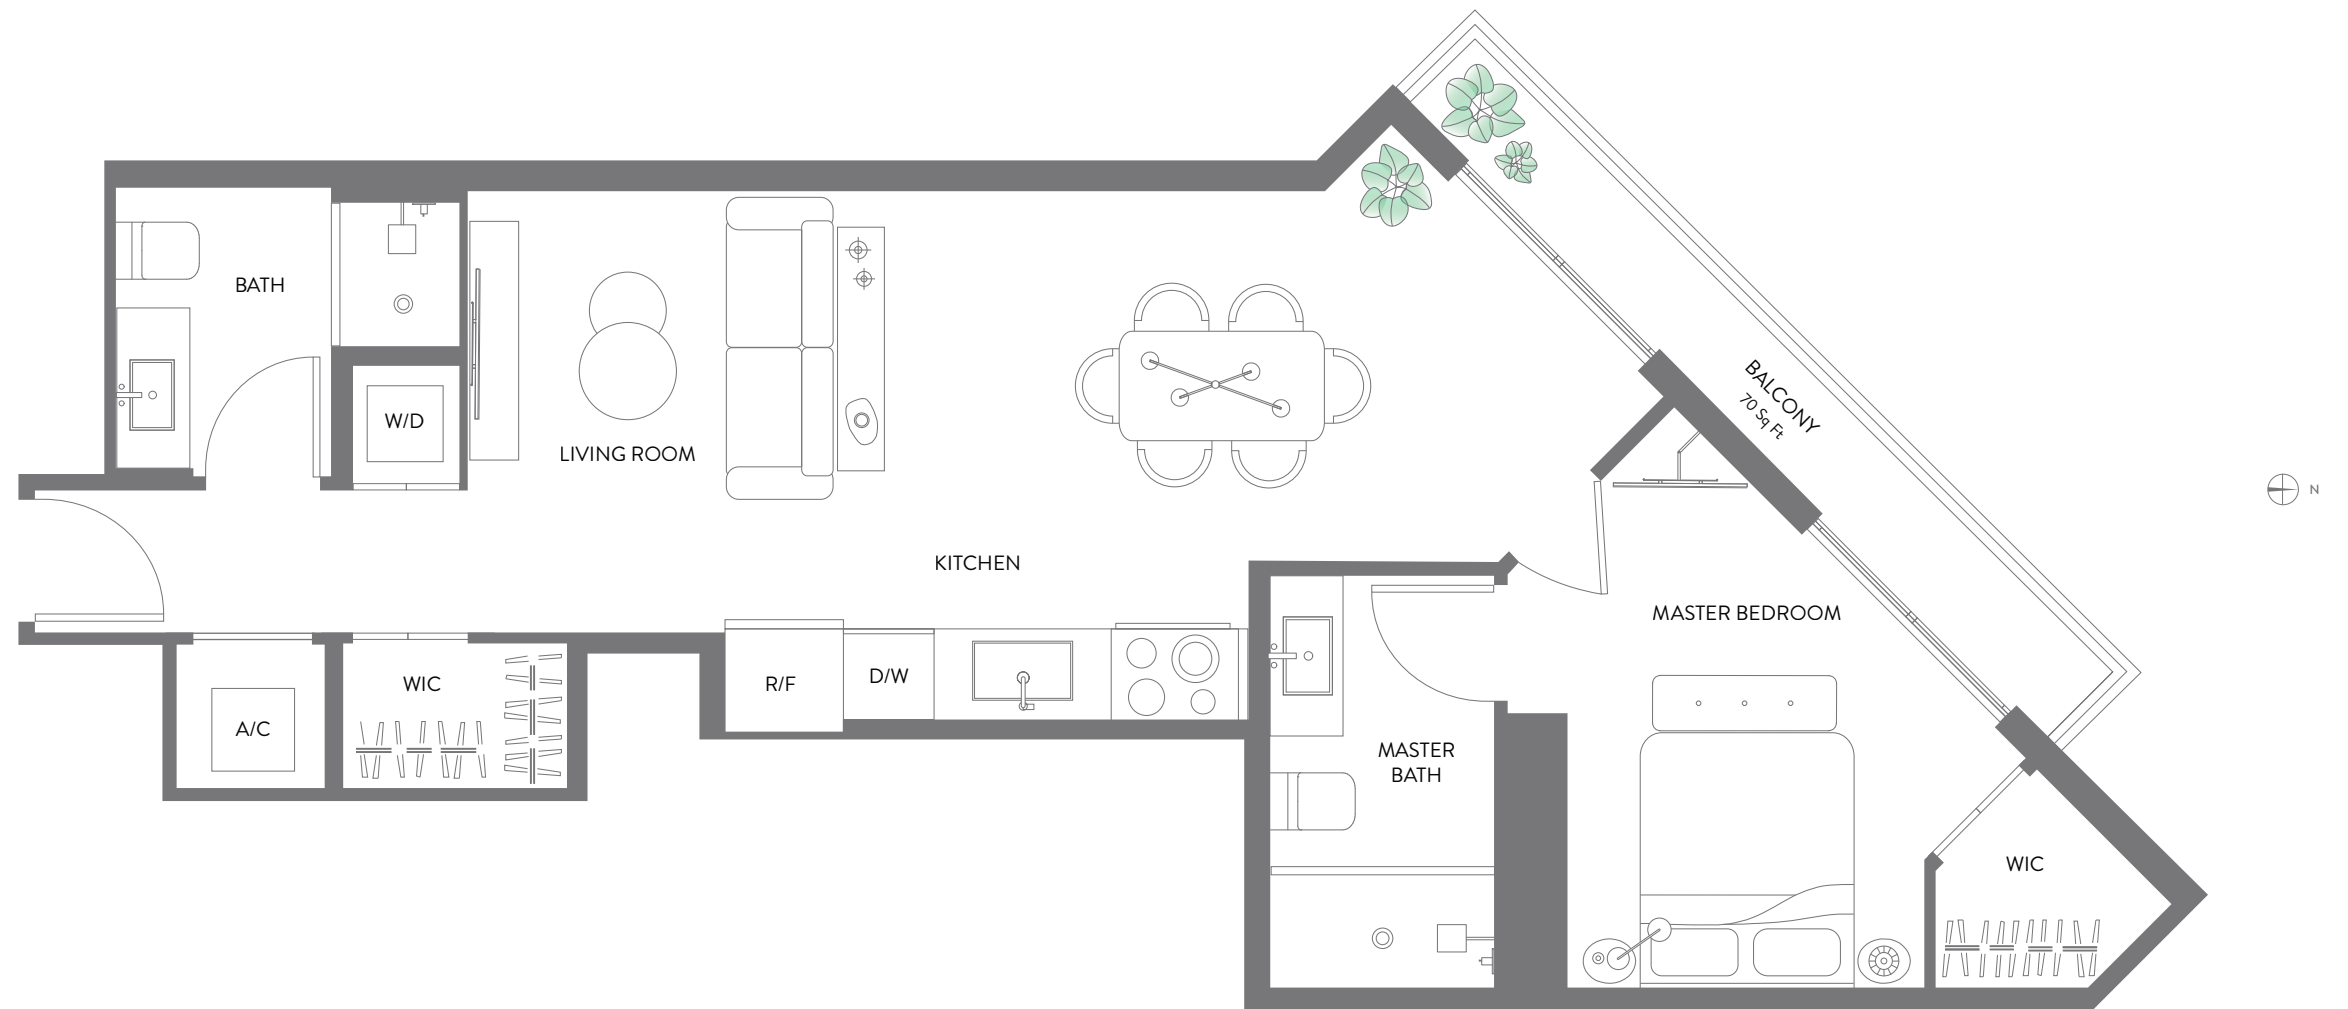 BATH
W/D
LIVING ROOM
KITCHEN
BALCONY
70 Sq Ft
N
MASTER BEDROOM
WIC
R/F
D/W
A/C
MASTER
BATH
WIC